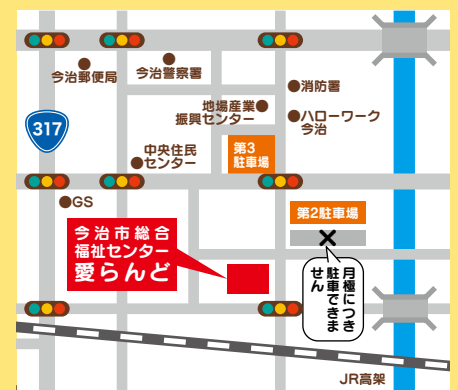 今治郵便局
今治警察署
消防署
地場産業
振興センター
ハローワーク
今治
317
中央住民
センター
第3
駐車場
GS
第2駐車場
今治市総合
福祉センター
愛らんど
月極につき
駐車できま
せん
JR高架